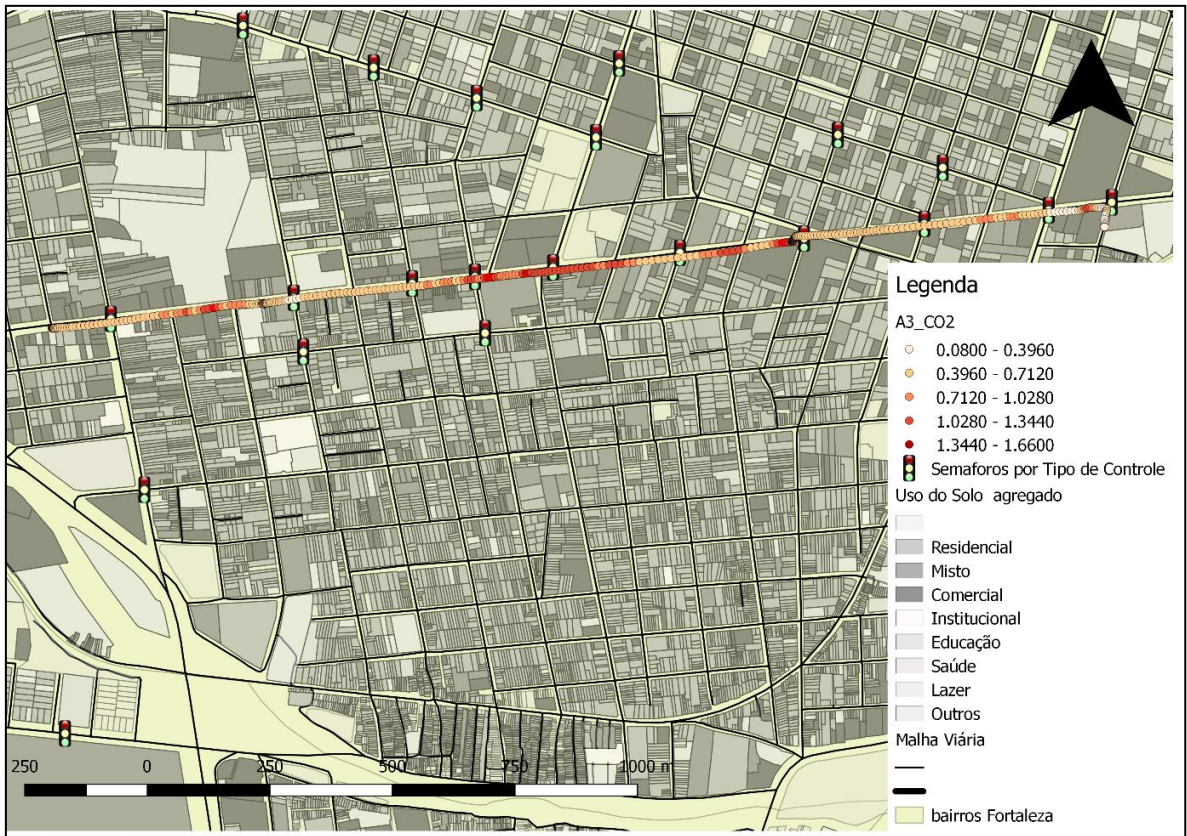 Legenda
A3_CO2
0.0800 - 0.3960
0.3960 - 0.7120
0.7120 - 1.0280
1.0280 - 1.3440
1.3440 - 1.6600
Semaforos por Tipo de Controle
Uso do Solo agregado
Residencial
Misto
Comercial
Institucional
Educação
Saúde
Lazer
Outros
Malha Viária
bairros Fortaleza
250 0 250 500 750 1000 m